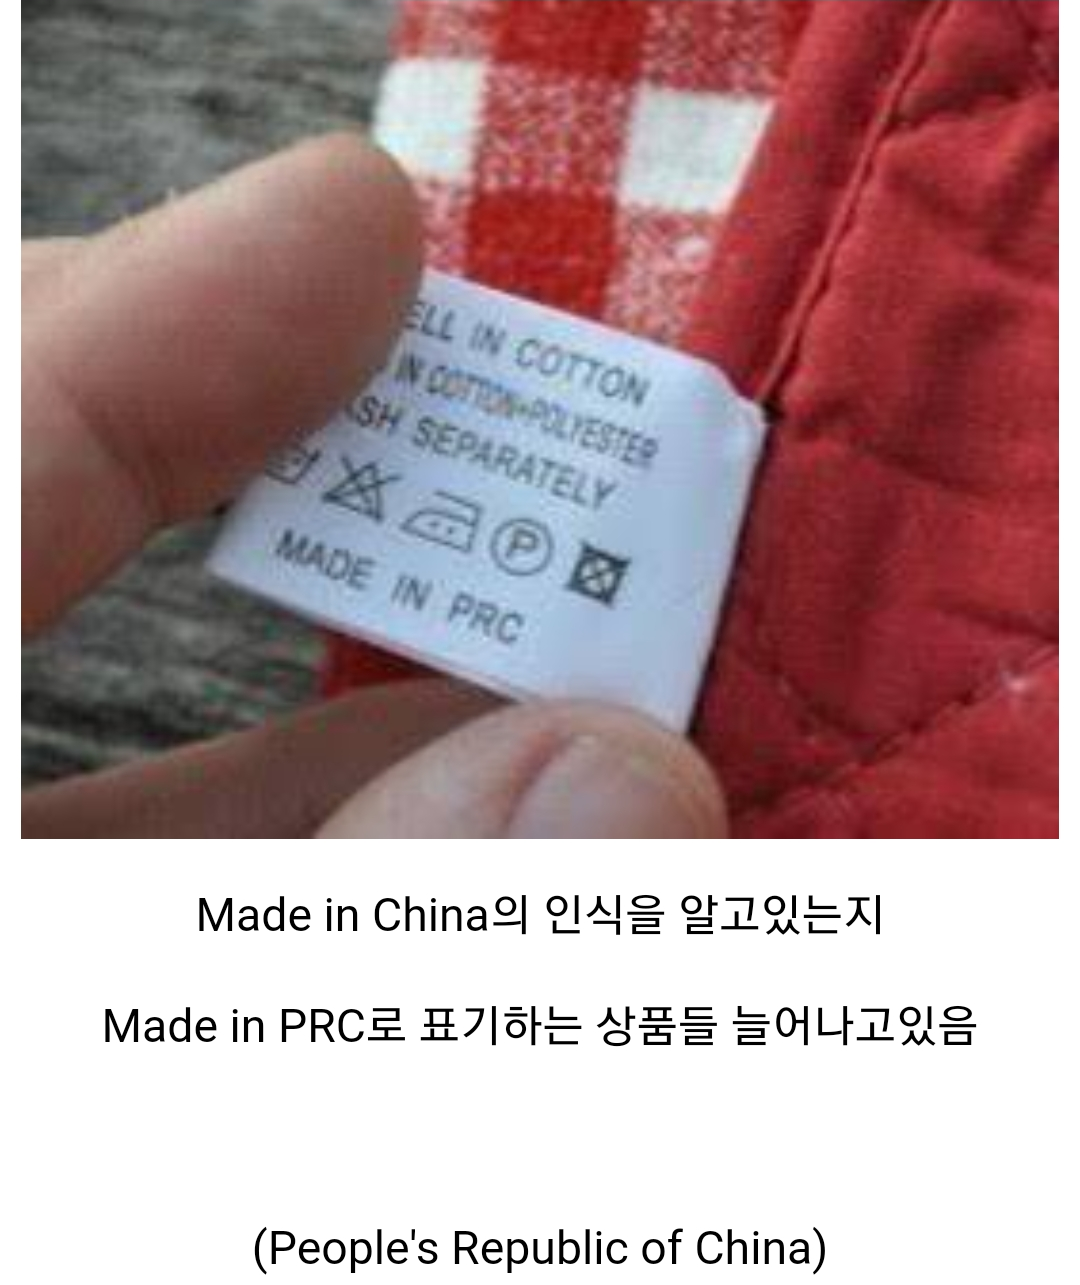 ELL IN COTTON
IN COTTON+POLYESTER
ASH SEPARATELY
P
MADE IN PRC
Made in China의 인식을 알고있는지
Made in PRC로 표기하는 상품들 늘어나고있음
(People's Republic of China)